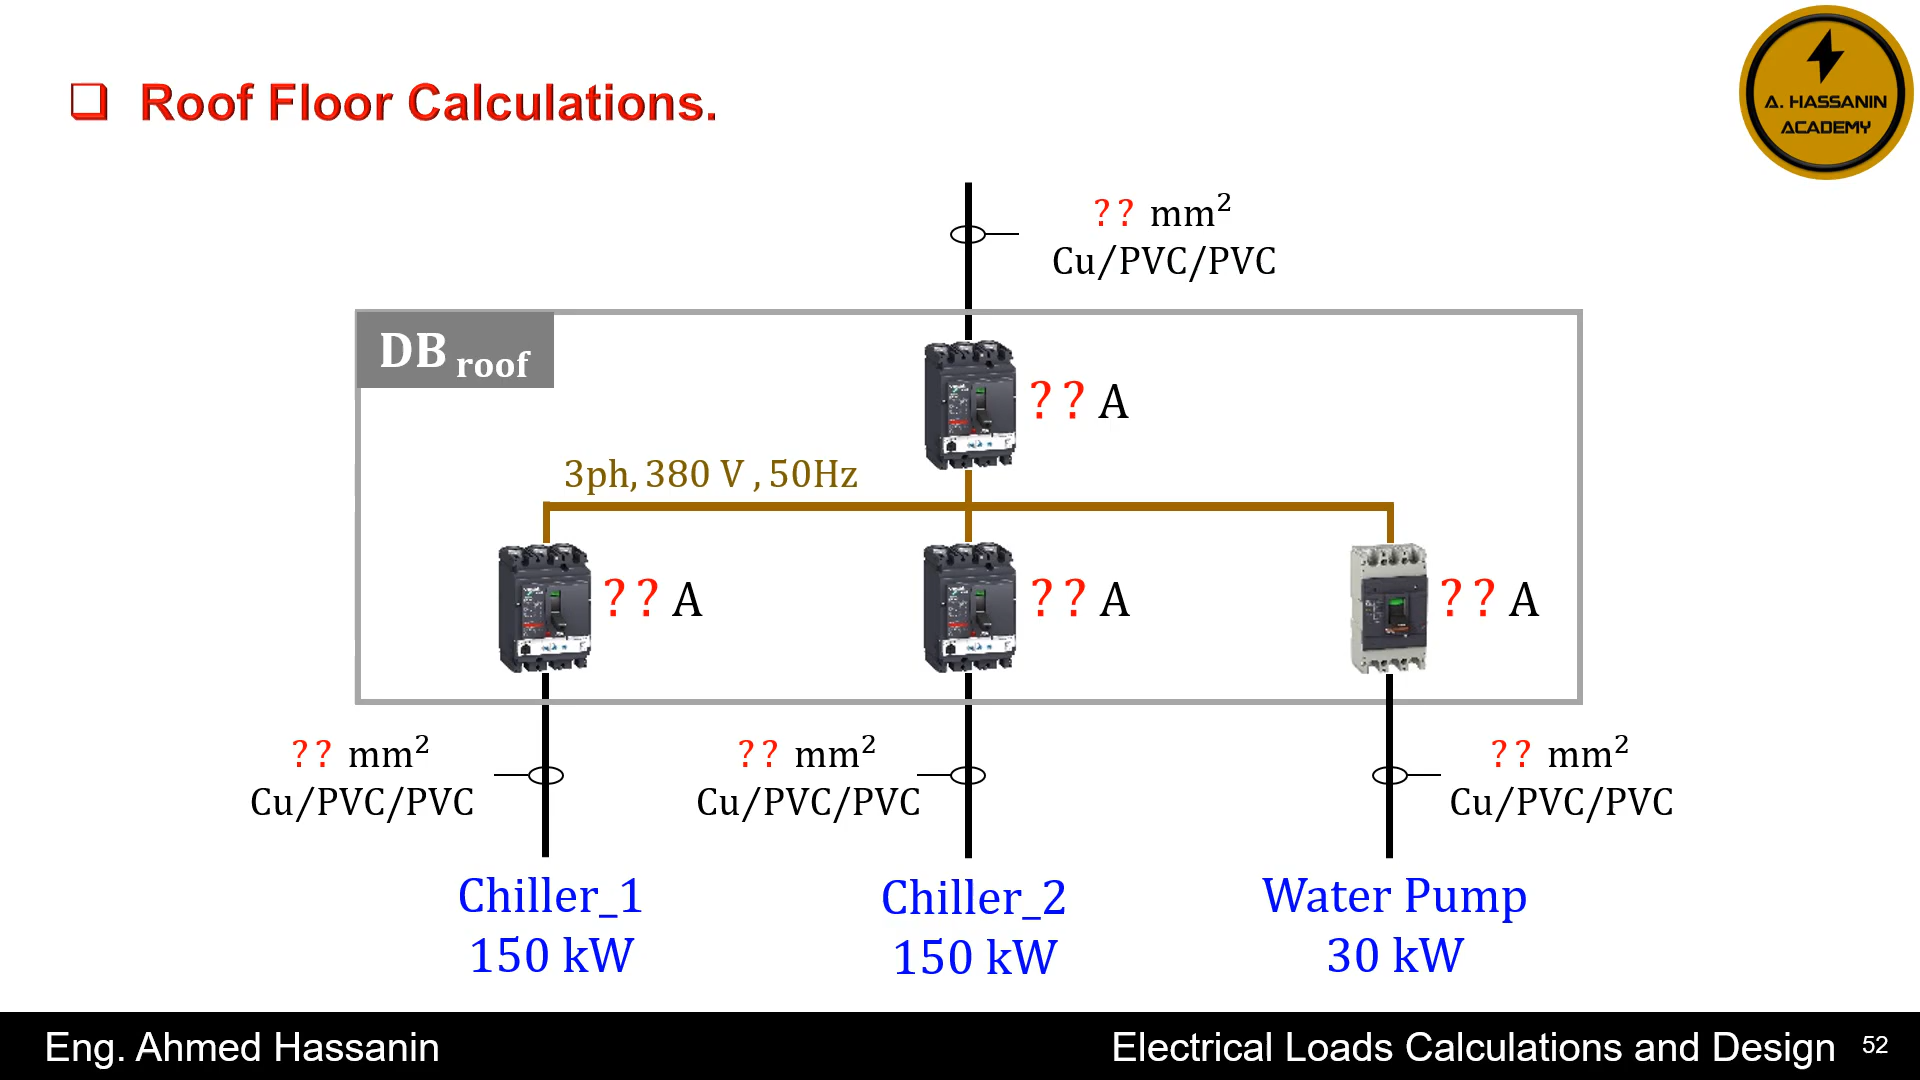 ❑ Roof Floor Calculations.
A. HASSANIN
ACADEMY
?? mm²
Cu/PVC/PVC
DB roof
?? A
3ph, 380 V , 50Hz
?? A
?? A
?? A
?? mm²
Cu/PVC/PVC
?? mm²
Cu/PVC/PVC
?? mm²
Cu/PVC/PVC
Chiller_1
150 kW
Chiller_2
150 kW
Water Pump
30 kW
Eng. Ahmed Hassanin
Electrical Loads Calculations and Design
52